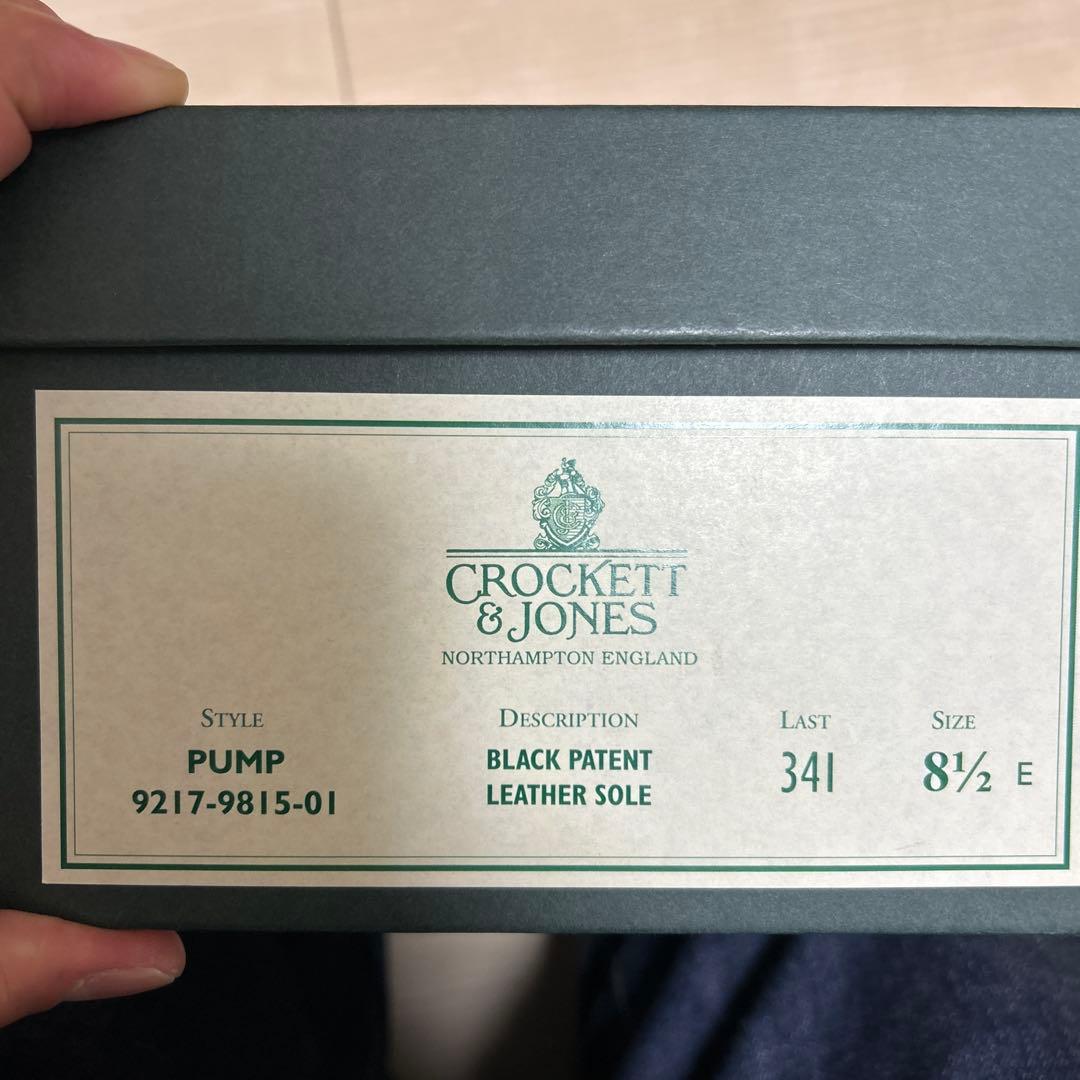 CROCKETT
& JONES
NORTHAMPTON ENGLAND
STYLE DESCRIPTION LAST SIZE
PUMP BLACK PATENT 341 8½ E
9217-9815-01 LEATHER SOLE